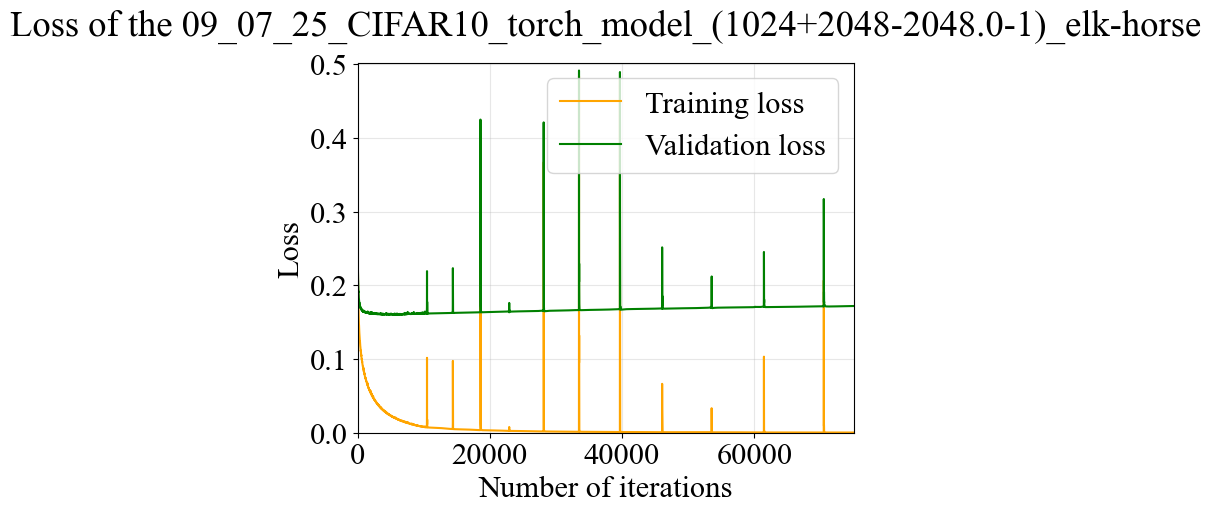 Loss of the 09_07_25_CIFAR10_torch_model_(1024+2048-2048.0-1)_elk-horse
0.5
0.4
0.3
0.2
0.1
0.0
Loss
Training loss
Validation loss
0 20000 40000 60000
Number of iterations